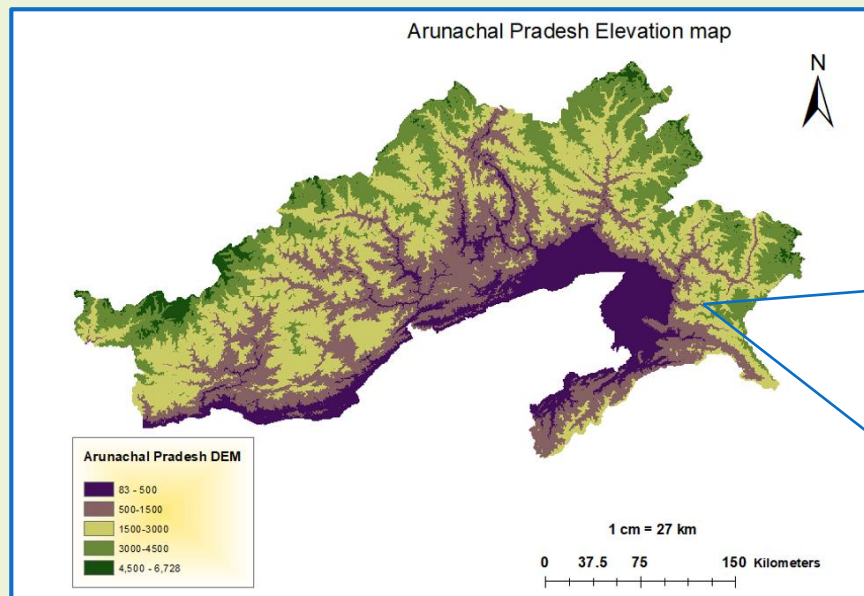 Arunachal Pradesh Elevation map
N
Arunachal Pradesh DEM
83 - 500
500-1500
1500-3000
3000-4500
4,500 - 6,728
1 cm = 27 km
0 37.5 75 150 Kilometers